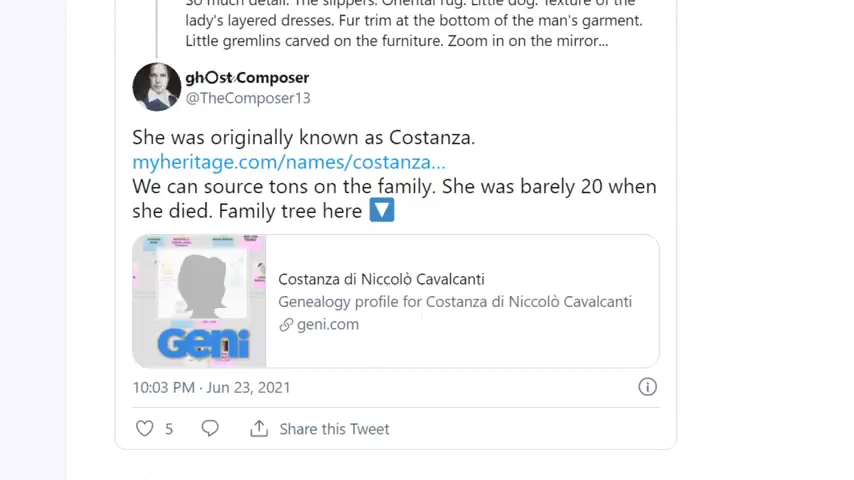 So much detail. The slippers. Oriental rug. Little dog. Texture of the
lady's layered dresses. Fur trim at the bottom of the man's garment.
Little gremlins carved on the furniture. Zoom in on the mirror...
ghOst Composer
@TheComposer13
She was originally known as Costanza.
myheritage.com/names/costanza...
We can source tons on the family. She was barely 20 when
she died. Family tree here
Geni
Costanza di Niccolò Cavalcanti
Genealogy profile for Costanza di Niccolò Cavalcanti
geni.com
10:03 PM · Jun 23, 2021
5
Share this Tweet